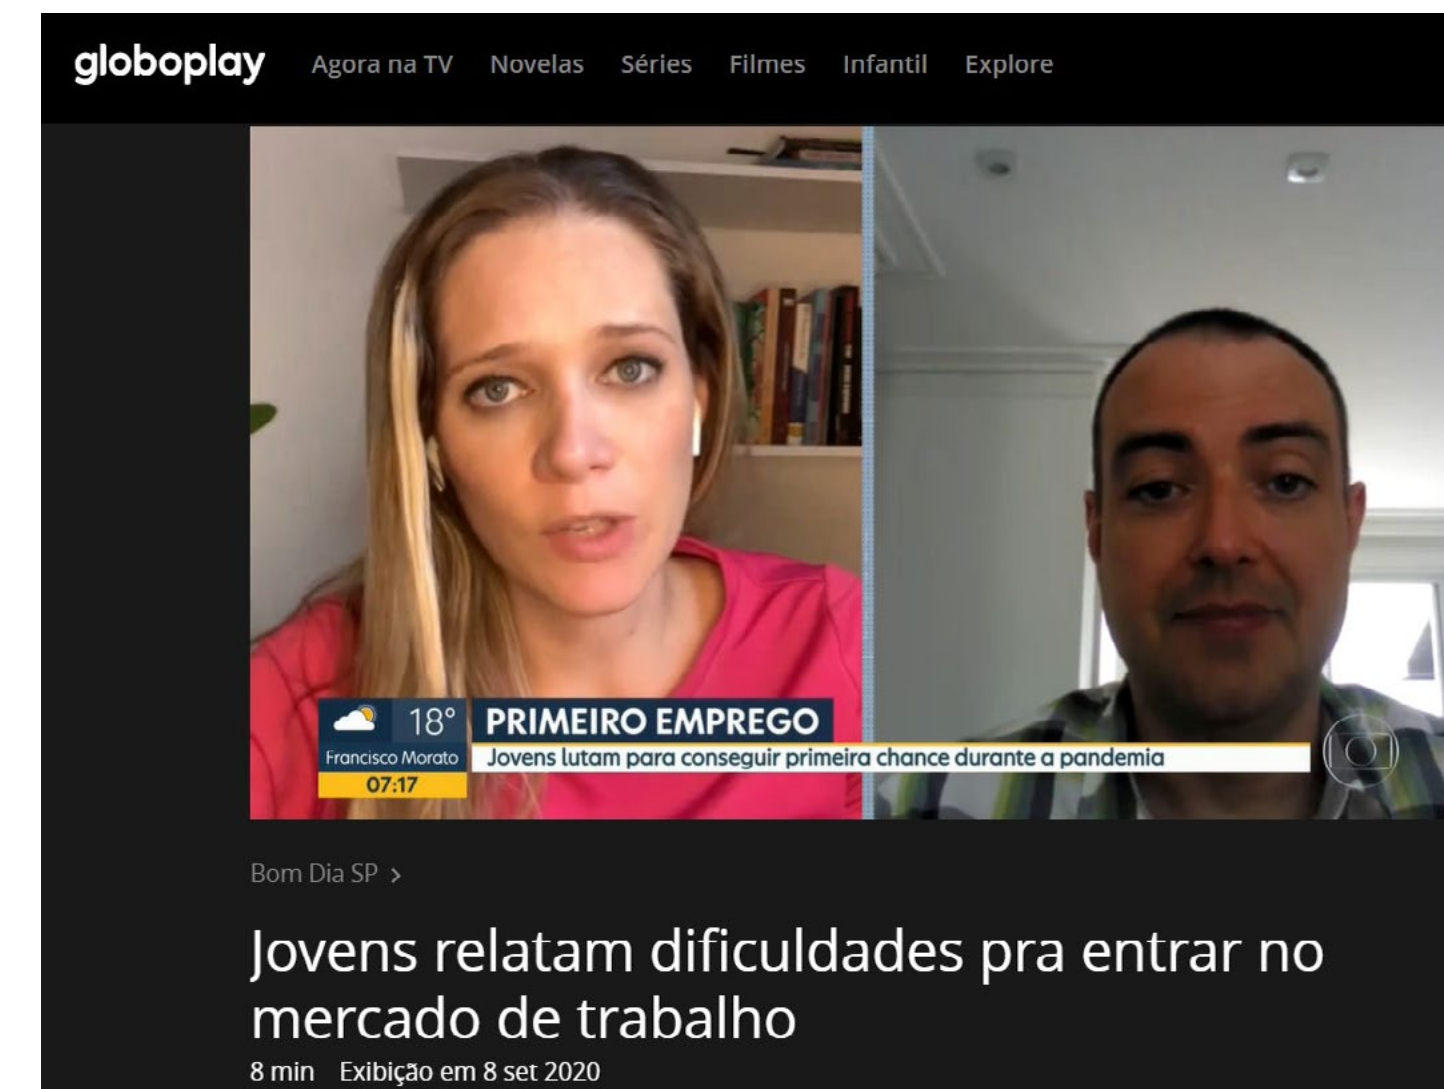 globoplay Agora na TV Novelas Séries Filmes Infantil Explore
18° PRIMEIRO EMPREGO
Francisco Morato Jovens lutam para conseguir primeira chance durante a pandemia
07:17
Bom Dia SP >
Jovens relatam dificuldades pra entrar no
mercado de trabalho
8 min Exibição em 8 set 2020